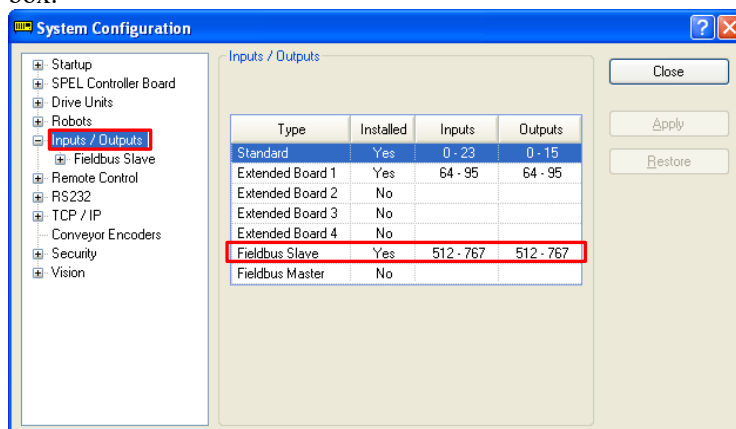 box.
System Configuration
Startup
SPEL Controller Board
Drive Units
Robots
Inputs / Outputs
Fieldbus Slave
Remote Control
RS232
TCP / IP
Conveyor Encoders
Security
Vision
Inputs / Outputs
Type Installed Inputs Outputs
Standard Yes 0 - 23 0 - 15
Extended Board 1 Yes 64 - 95 64 - 95
Extended Board 2 No
Extended Board 3 No
Extended Board 4 No
Fieldbus Slave Yes 512 - 767 512 - 767
Fieldbus Master No
Close
Apply
Restore